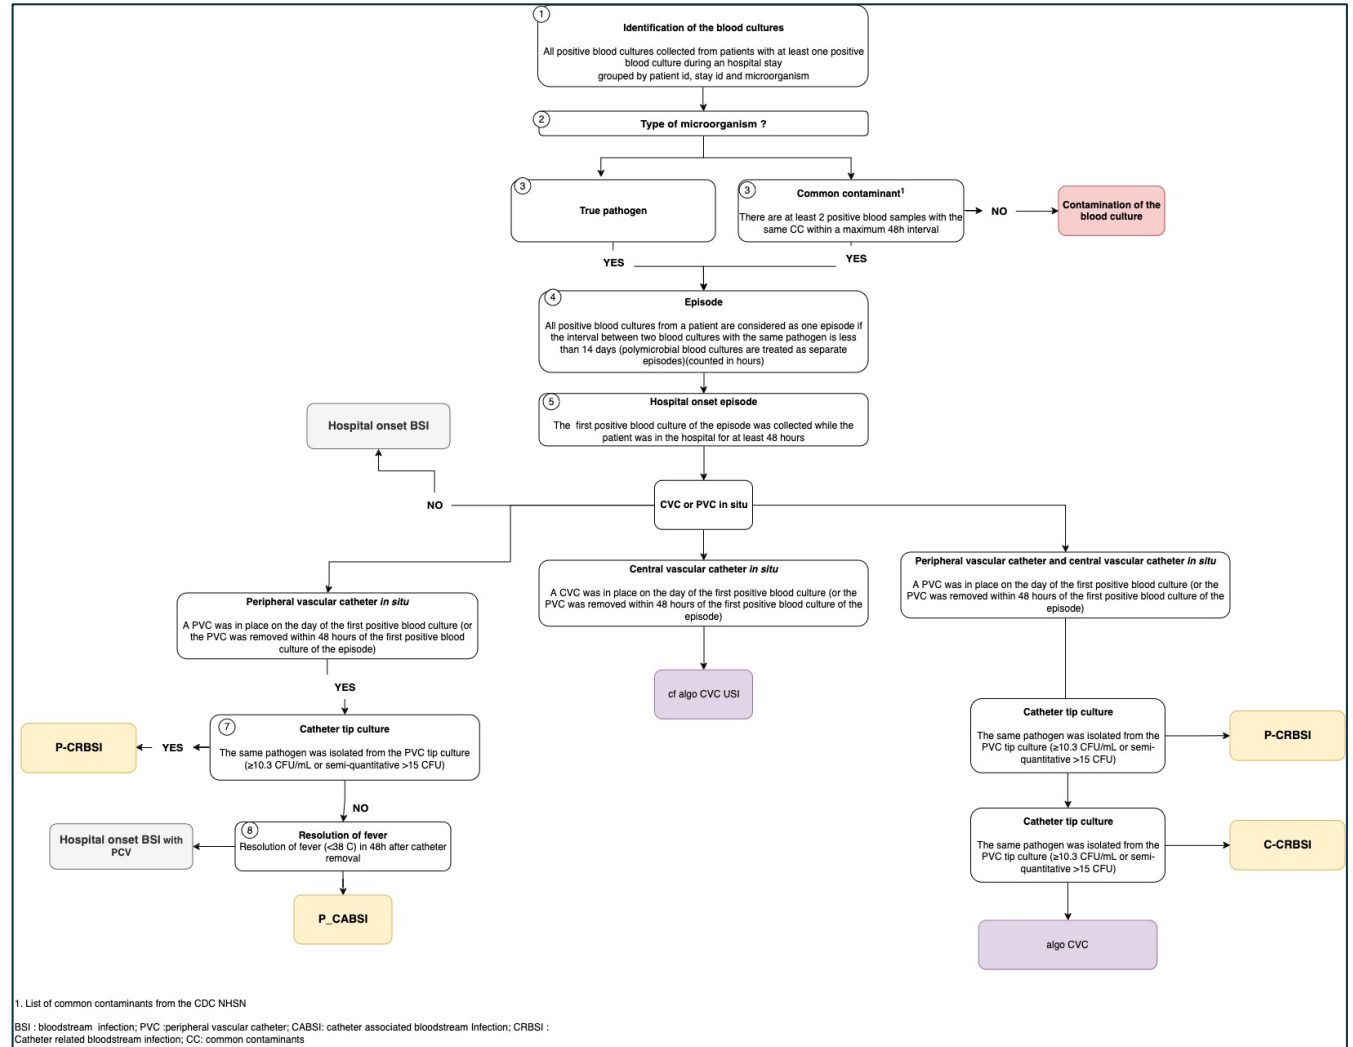 1
Identification of the blood cultures
All positive blood cultures collected from patients with at least one positive
blood culture during an hospital stay
grouped by patient id, stay id and microorganism
2
Type of microorganism ?
3
True pathogen
3
Common contaminant1
There are at least 2 positive blood samples with the
same CC within a maximum 48h interval
NO
Contamination of the
blood culture
YES
YES
4
Episode
All positive blood cultures from a patient are considered as one episode if
the interval between two blood cultures with the same pathogen is less
than 14 days (polymicrobial blood cultures are treated as separate
episodes)(counted in hours)
5
Hospital onset episode
The first positive blood culture of the episode was collected while the
patient was in the hospital for at least 48 hours
Hospital onset BSI
NO
CVC or PVC in situ
Peripheral vascular catheter in situ
A PVC was in place on the day of the first positive blood culture (or
the PVC was removed within 48 hours of the first positive blood
culture of the episode)
Central vascular catheter in situ
A CVC was in place on the day of the first positive blood culture (or the
PVC was removed within 48 hours of the first positive blood culture of the
episode)
Peripheral vascular catheter and central vascular catheter in situ
A PVC was in place on the day of the first positive blood culture (or the
PVC was removed within 48 hours of the first positive blood culture of the
episode)
YES
cf algo CVC USI
7
Catheter tip culture
The same pathogen was isolated from the PVC tip culture
(≥10.3 CFU/mL or semi-quantitative >15 CFU)
YES
P-CRBSI
NO
8
Resolution of fever
Resolution of fever (<38 C) in 48h after catheter
removal
Hospital onset BSI with
PCV
P_CABSI
Catheter tip culture
The same pathogen was isolated from the
PVC tip culture (≥10.3 CFU/mL or semi-
quantitative >15 CFU)
P-CRBSI
Catheter tip culture
The same pathogen was isolated from the
PVC tip culture (≥10.3 CFU/mL or semi-
quantitative >15 CFU)
C-CRBSI
algo CVC
1. List of common contaminants from the CDC NHSN
BSI : bloodstream infection; PVC :peripheral vascular catheter; CABSI: catheter associated bloodstream Infection; CRBSI :
Catheter related bloodstream infection; CC: common contaminants